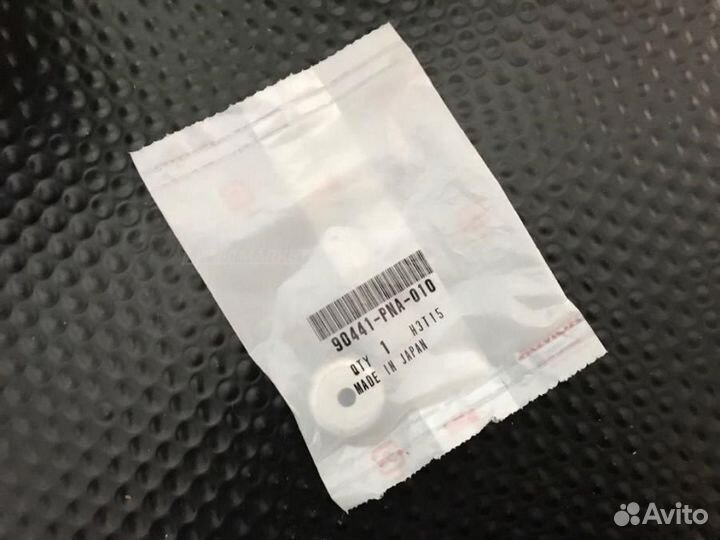 90441-PNA-010
QTY 1 H3T15
MADE IN JAPAN
Avito